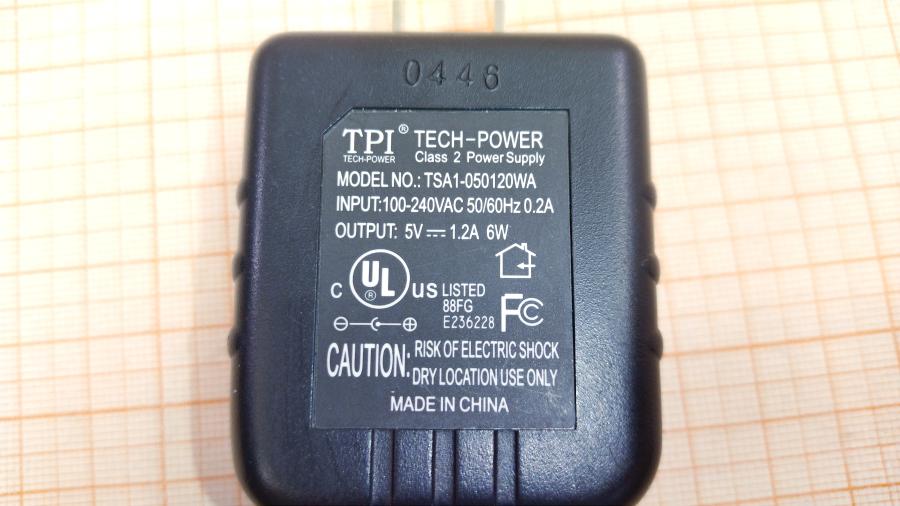 0446
TPI® TECH-POWER
TECH-POWER Class 2 Power Supply
MODEL NO.: TSA1-050120WA
INPUT:100-240VAC 50/60Hz 0.2A
OUTPUT: 5V⎓1.2A 6W
C UL® US LISTED
88FG
E236228
FC
CAUTION: RISK OF ELECTRIC SHOCK
DRY LOCATION USE ONLY
MADE IN CHINA